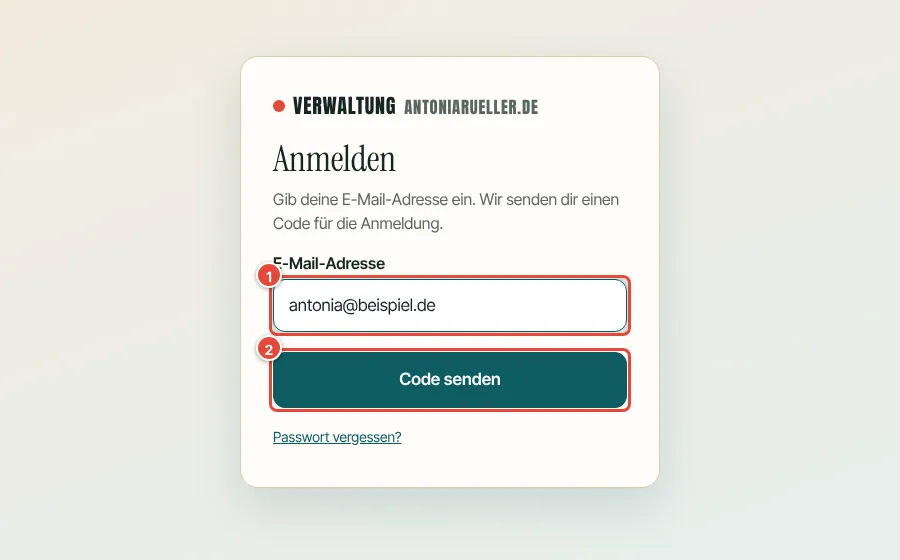 VERWALTUNG ANTONIARUELLER.DE
Anmelden
Gib deine E-Mail-Adresse ein. Wir senden dir einen
Code für die Anmeldung.
E-Mail-Adresse
1
antonia@beispiel.de
2
Code senden
Passwort vergessen?